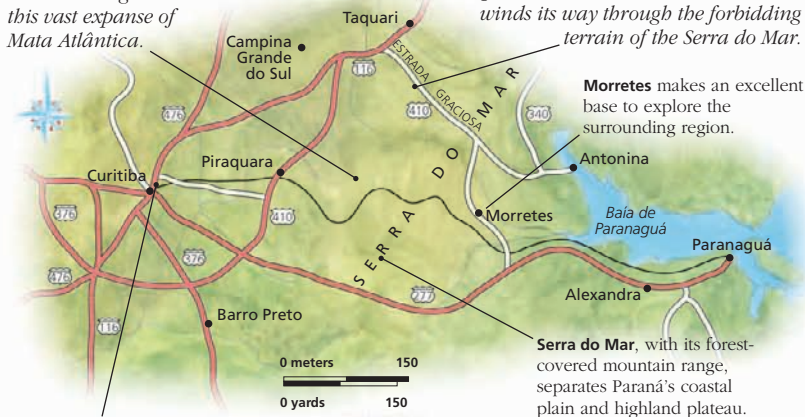 this vast expanse of
Mata Atlântica.
winds its way through the forbidding
terrain of the Serra do Mar.
Taquari
Campina
Grande
do Sul
116
ESTRADA GRACIOSA
410
340
Morretes makes an excellent
base to explore the
surrounding region.
476
Curitiba
Piraquara
Antonina
SERRA DO MAR
476
410
Morretes
Baía de
Paranaguá
Paranaguá
376
476
277
Alexandra
116
Barro Preto
0 meters 150
0 yards 150
Serra do Mar, with its forest-
covered mountain range,
separates Paraná's coastal
plain and highland plateau.